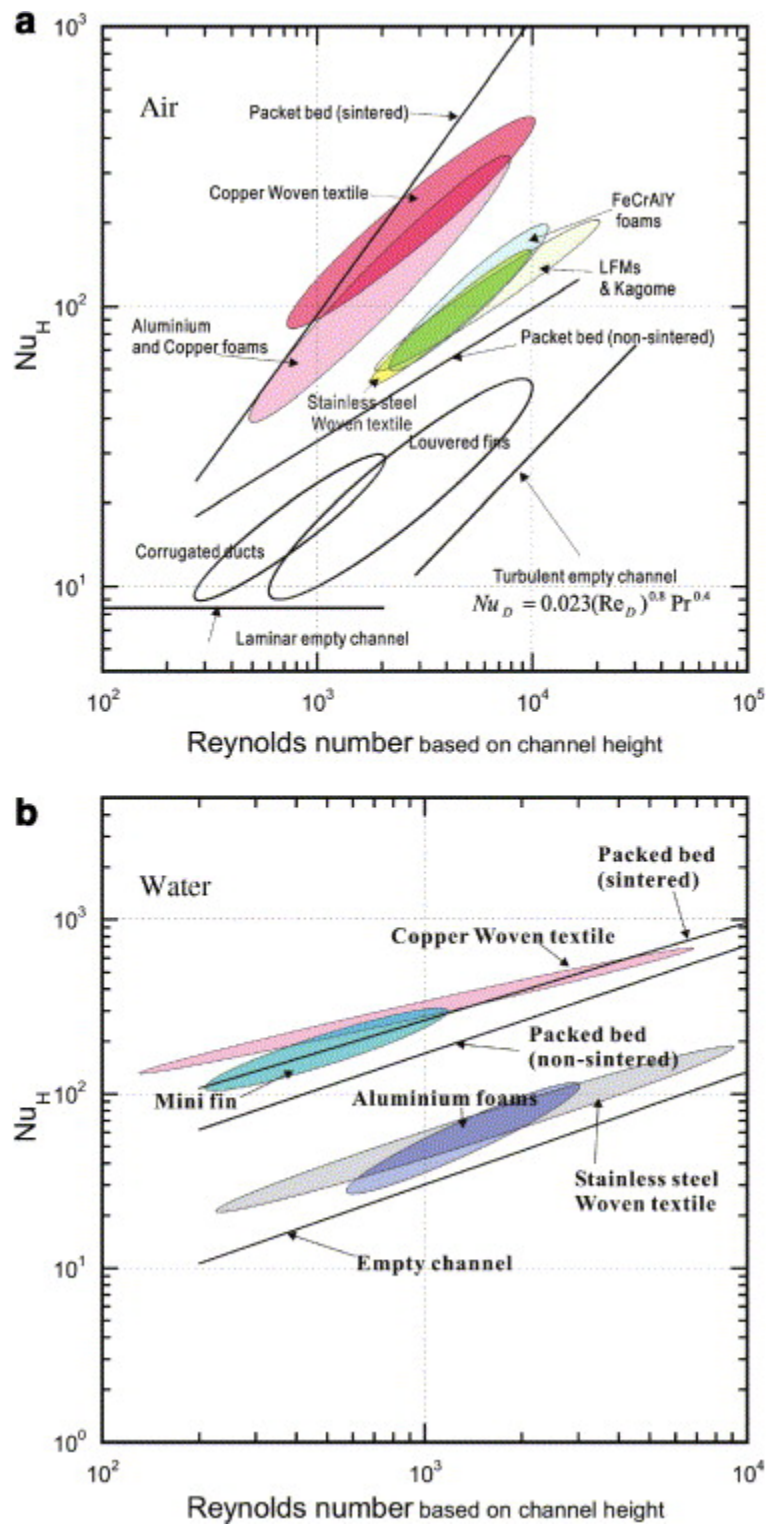 a
10³
Air
Packet bed (sintered)
Copper Woven textile
FeCrAlY
foams
LFMs
& Kagome
10²
Nu_H
Aluminium
and Copper foams
Packet bed (non-sintered)
Stainless steel
Woven textile
Louvered fins
Corrugated ducts
10¹
Turbulent empty channel
Nu_D = 0.023(Re_D)^0.8 Pr^0.4
Laminar empty channel
10² 10³ 10⁴ 10⁵
Reynolds number based on channel height
b
Water
Packed bed
(sintered)
10³
Copper Woven textile
Packed bed
(non-sintered)
10²
Mini fin
Aluminium foams
Nu_H
Stainless steel
Woven textile
10¹
Empty channel
10⁰
10² 10³ 10⁴
Reynolds number based on channel height